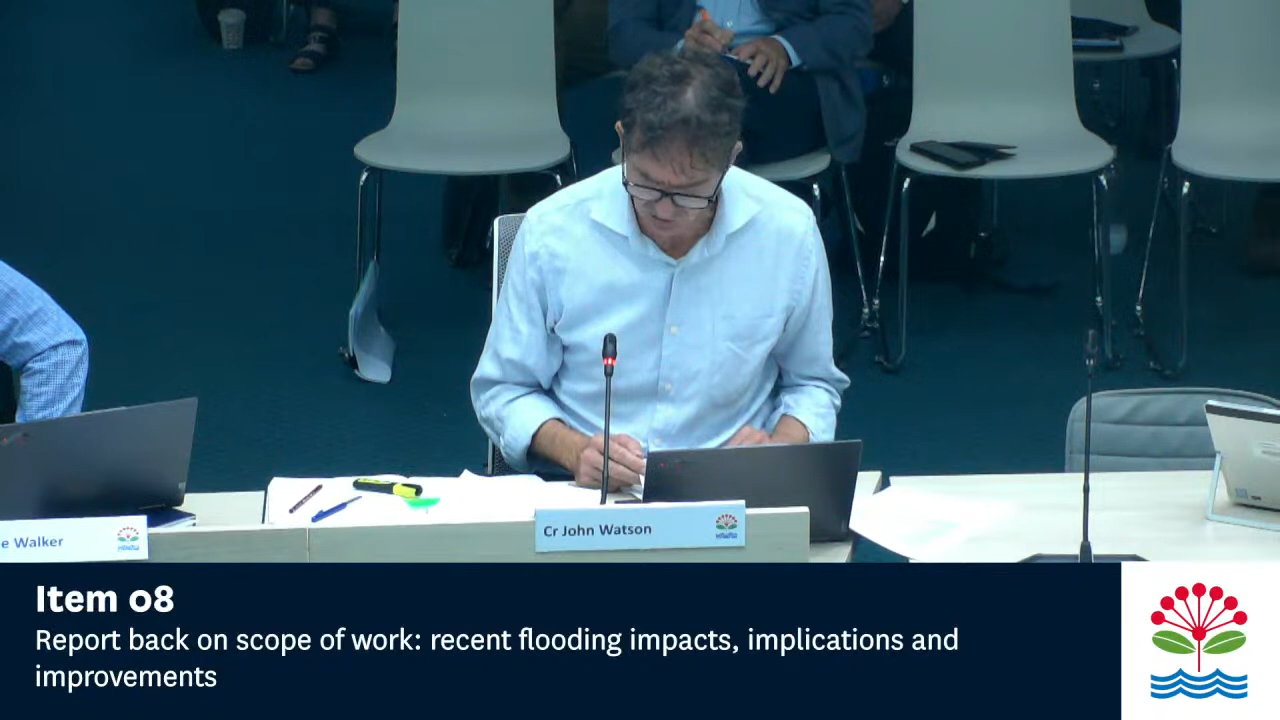 e Walker
Cr John Watson
Item 08
Report back on scope of work: recent flooding impacts, implications and
improvements